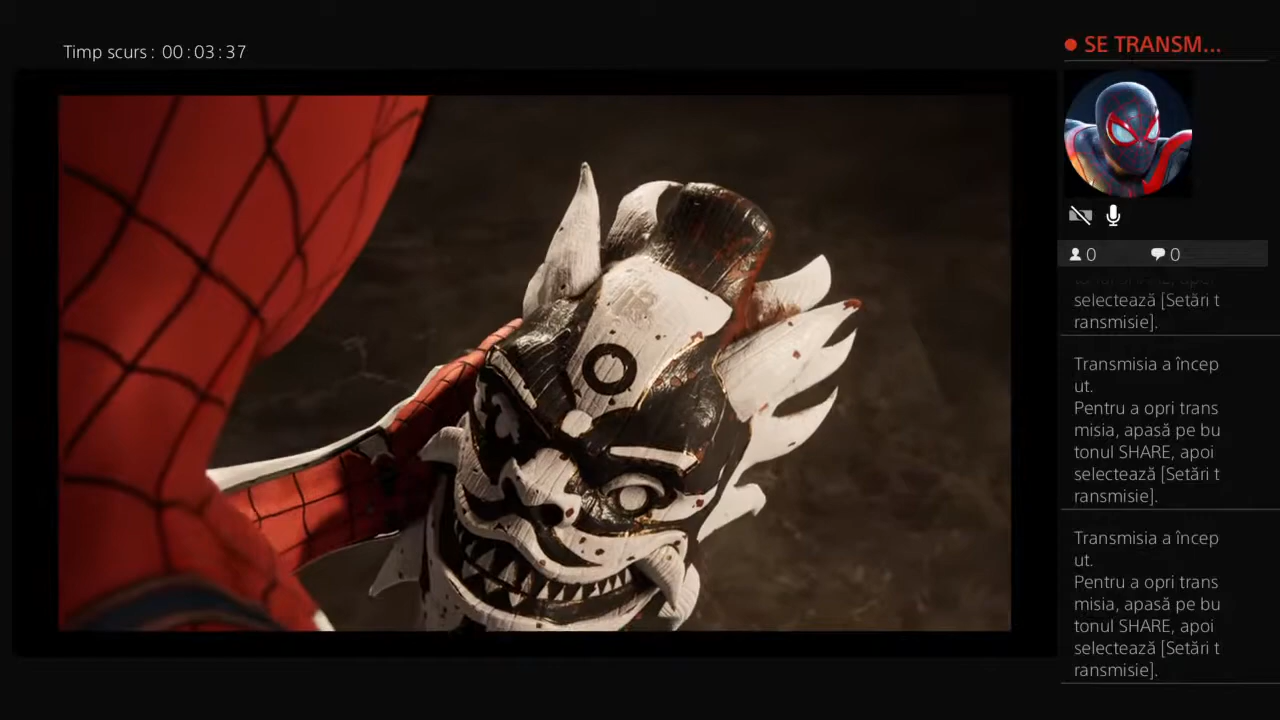 Timp scurs : 00:03:37
SE TRANSM...
0
0
selectează [Setări t
ransmisie].
Transmisia a încep
ut.
Pentru a opri trans
misia, apasă pe bu
tonul SHARE, apoi
selectează [Setări t
ransmisie].
Transmisia a încep
ut.
Pentru a opri trans
misia, apasă pe bu
tonul SHARE, apoi
selectează [Setări t
ransmisie].